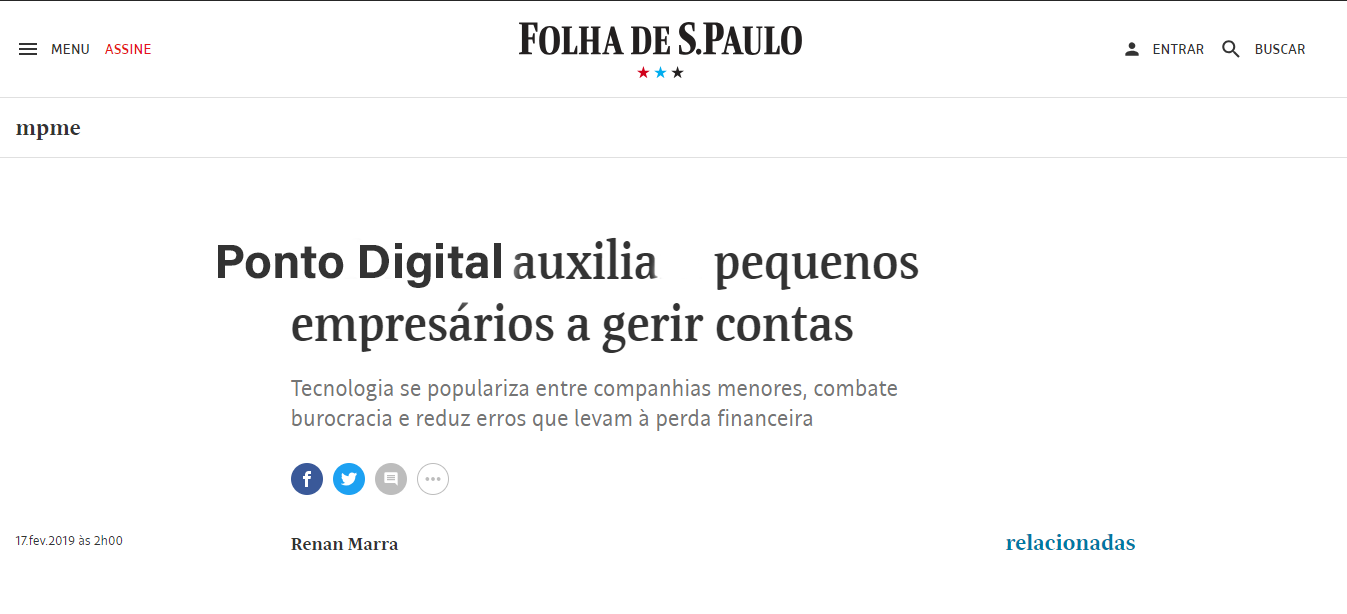 MENU ASSINE FOLHA DE S.PAULO ENTRAR BUSCAR
mpme
Ponto Digital auxilia pequenos
empresários a gerir contas
Tecnologia se populariza entre companhias menores, combate
burocracia e reduz erros que levam à perda financeira
17.fev.2019 às 2h00 Renan Marra relacionadas